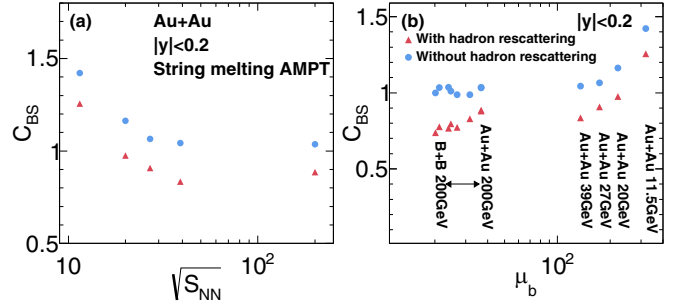 (a)
Au+Au
|y|<0.2
String melting AMPT
C_BS
1.5
1
0.5
10
10²
√S_NN
(b)
|y|<0.2
With hadron rescattering
Without hadron rescattering
C_BS
1.5
1.0
0.5
B+B 200GeV
Au+Au 200GeV
Au+Au 39GeV
Au+Au 27GeV
Au+Au 20GeV
Au+Au 11.5GeV
10²
μ_b